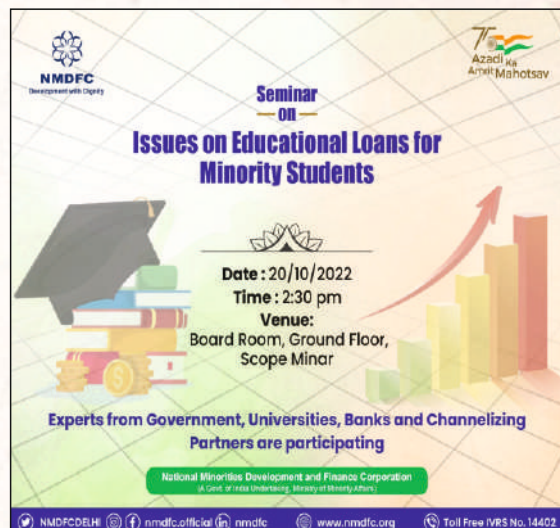 NMDFC
Development with Dignity
75
Azadi Ka
Amrit Mahotsav
Seminar
on
Issues on Educational Loans for
Minority Students
Date : 20/10/2022
Time : 2:30 pm
Venue:
Board Room, Ground Floor,
Scope Minar
Experts from Government, Universities, Banks and Channelizing
Partners are participating
National Minorities Development and Finance Corporation
(A Govt. of India Undertaking, Ministry of Minority Affairs)
NMDFCDELHI nmdfc.official nmdfc www.nmdfc.org Toll Free IVRS No.